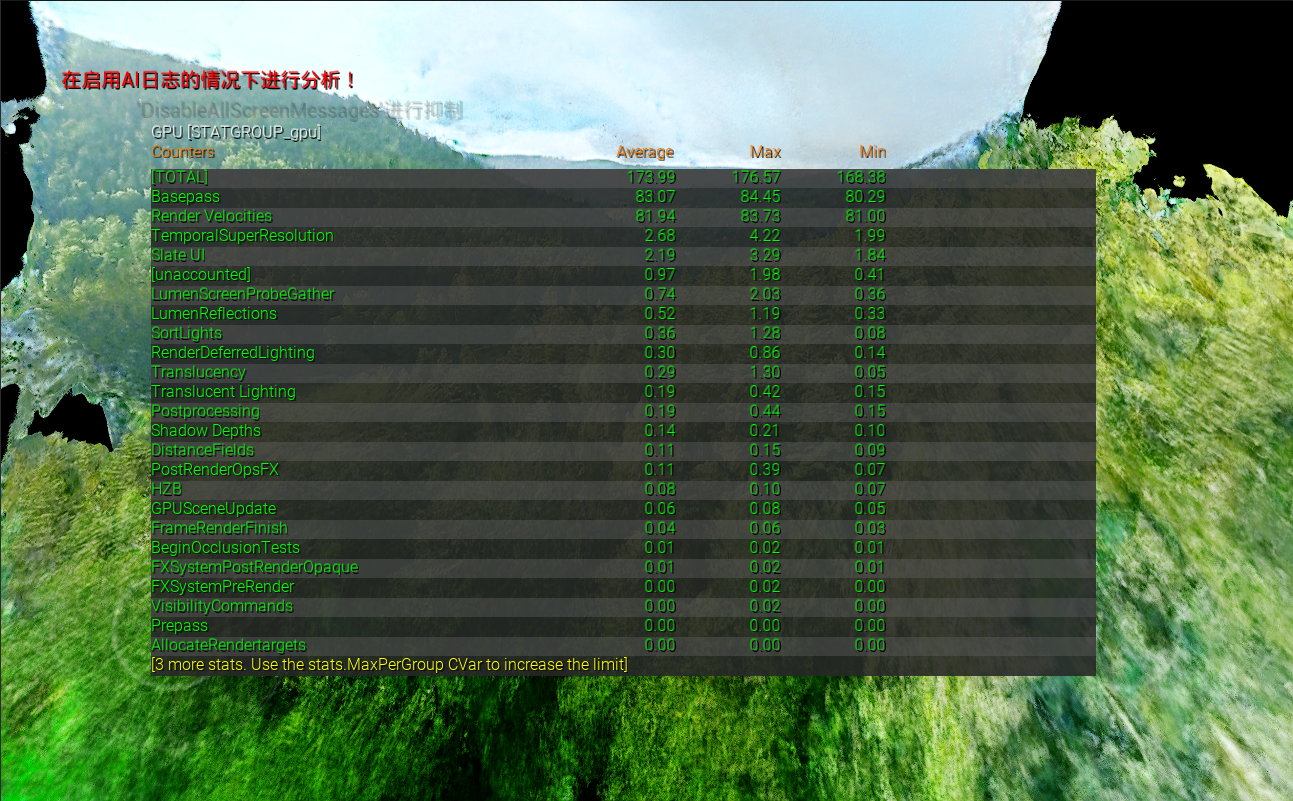 在启用AI日志的情况下进行分析！
'DisableAllScreenMessages'进行抑制
GPU [STATGROUP_gpu]
Counters Average Max Min
[TOTAL] 173.99 176.57 168.38
Basepass 83.07 84.45 80.29
Render Velocities 81.94 83.73 81.00
TemporalSuperResolution 2.68 4.22 1.99
Slate UI 2.19 3.29 1.84
[unaccounted] 0.97 1.98 0.41
LumenScreenProbeGather 0.74 2.03 0.36
LumenReflections 0.52 1.19 0.33
SortLights 0.36 1.28 0.08
RenderDeferredLighting 0.30 0.86 0.14
Translucency 0.29 1.30 0.05
Translucent Lighting 0.19 0.42 0.15
Postprocessing 0.19 0.44 0.15
Shadow Depths 0.14 0.21 0.10
DistanceFields 0.11 0.15 0.09
PostRenderOpsFX 0.11 0.39 0.07
HZB 0.08 0.10 0.07
GPUSceneUpdate 0.06 0.08 0.05
FrameRenderFinish 0.04 0.06 0.03
BeginOcclusionTests 0.01 0.02 0.01
FXSystemPostRenderOpaque 0.01 0.02 0.01
FXSystemPreRender 0.00 0.02 0.00
VisibilityCommands 0.00 0.02 0.00
Prepass 0.00 0.00 0.00
AllocateRendertargets 0.00 0.00 0.00
[3 more stats. Use the stats.MaxPerGroup CVar to increase the limit]